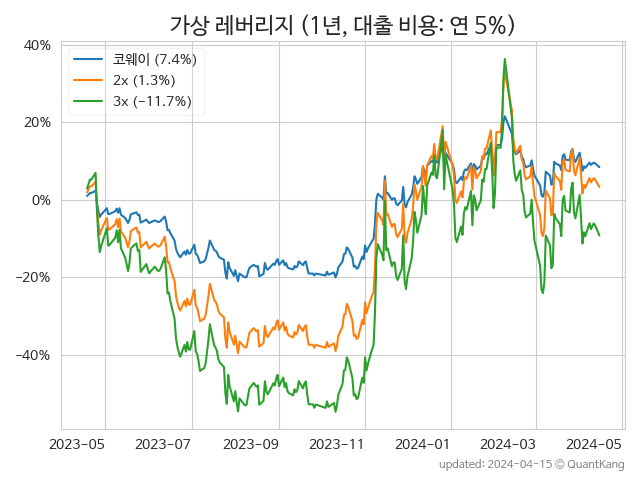 가상 레버리지 (1년, 대출 비용: 연 5%)
코웨이 (7.4%)
2x (1.3%)
3x (−11.7%)
40%
20%
0%
−20%
−40%
2023-05 2023-07 2023-09 2023-11 2024-01 2024-03 2024-05
updated: 2024-04-15 © QuantKang